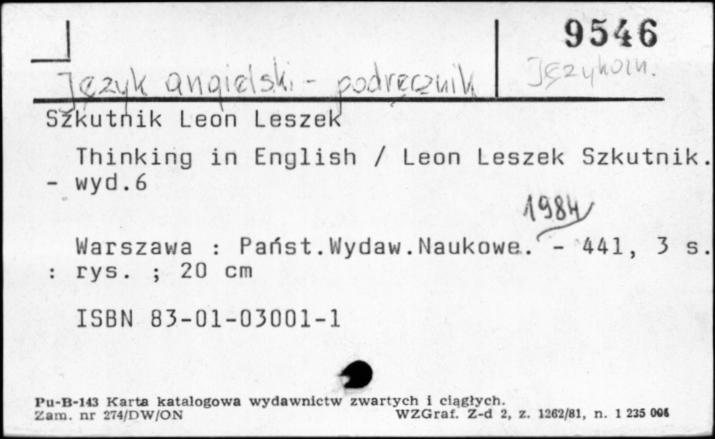 9546
Język angielski - podręcznik
Językozn.
Szkutnik Leon Leszek
Thinking in English / Leon Leszek Szkutnik.
- wyd.6
1984
Warszawa : Państ.Wydaw.Naukowe. - 441, 3 s.
: rys. ; 20 cm
ISBN 83-01-03001-1
Pu-B-143 Karta katalogowa wydawnictw zwartych i ciągłych.
Zam. nr 274/DW/ON WZGraf. Z-d 2, z. 1262/81, n. 1 235 004